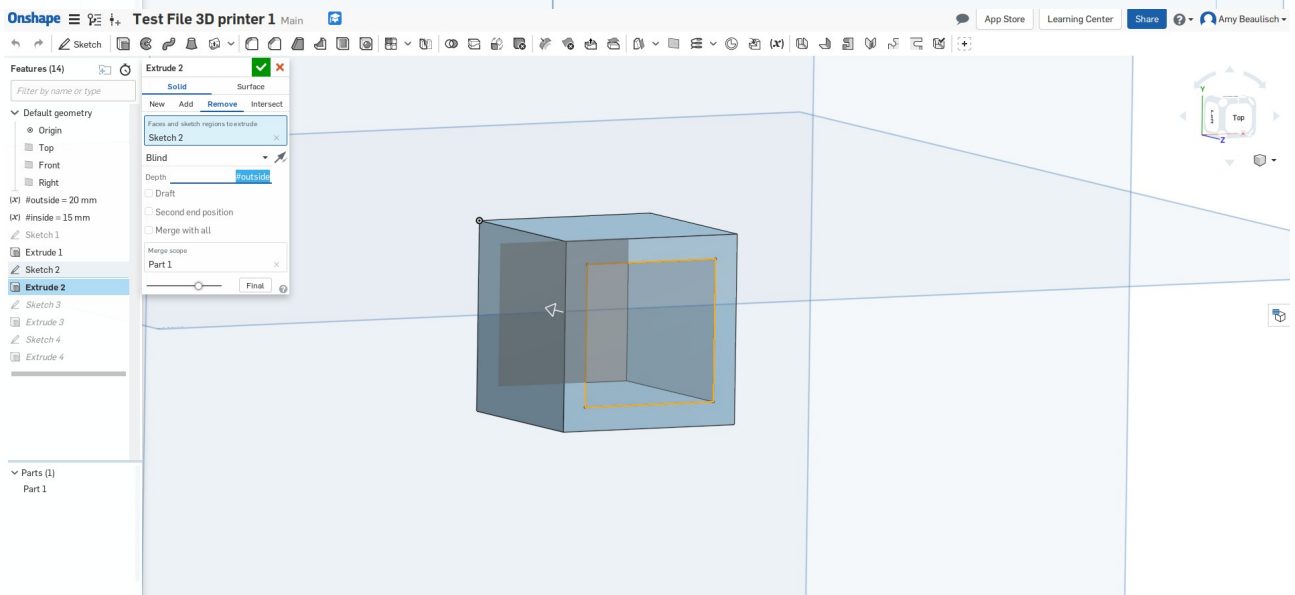 Onshape Test File 3D printer 1 Main App Store Learning Center Share Amy Beaulisch
Sketch
Features (14)
Filter by name or type
Default geometry
Origin
Top
Front
Right
(x) #outside = 20 mm
(x) #inside = 15 mm
Sketch 1
Extrude 1
Sketch 2
Extrude 2
Sketch 3
Extrude 3
Sketch 4
Extrude 4
Parts (1)
Part 1
Extrude 2
Solid Surface
New Add Remove Intersect
Faces and sketch regions to extrude
Sketch 2
Blind
Depth #outside
Draft
Second end position
Merge with all
Merge scope
Part 1
Final
Y
Top
X
Z